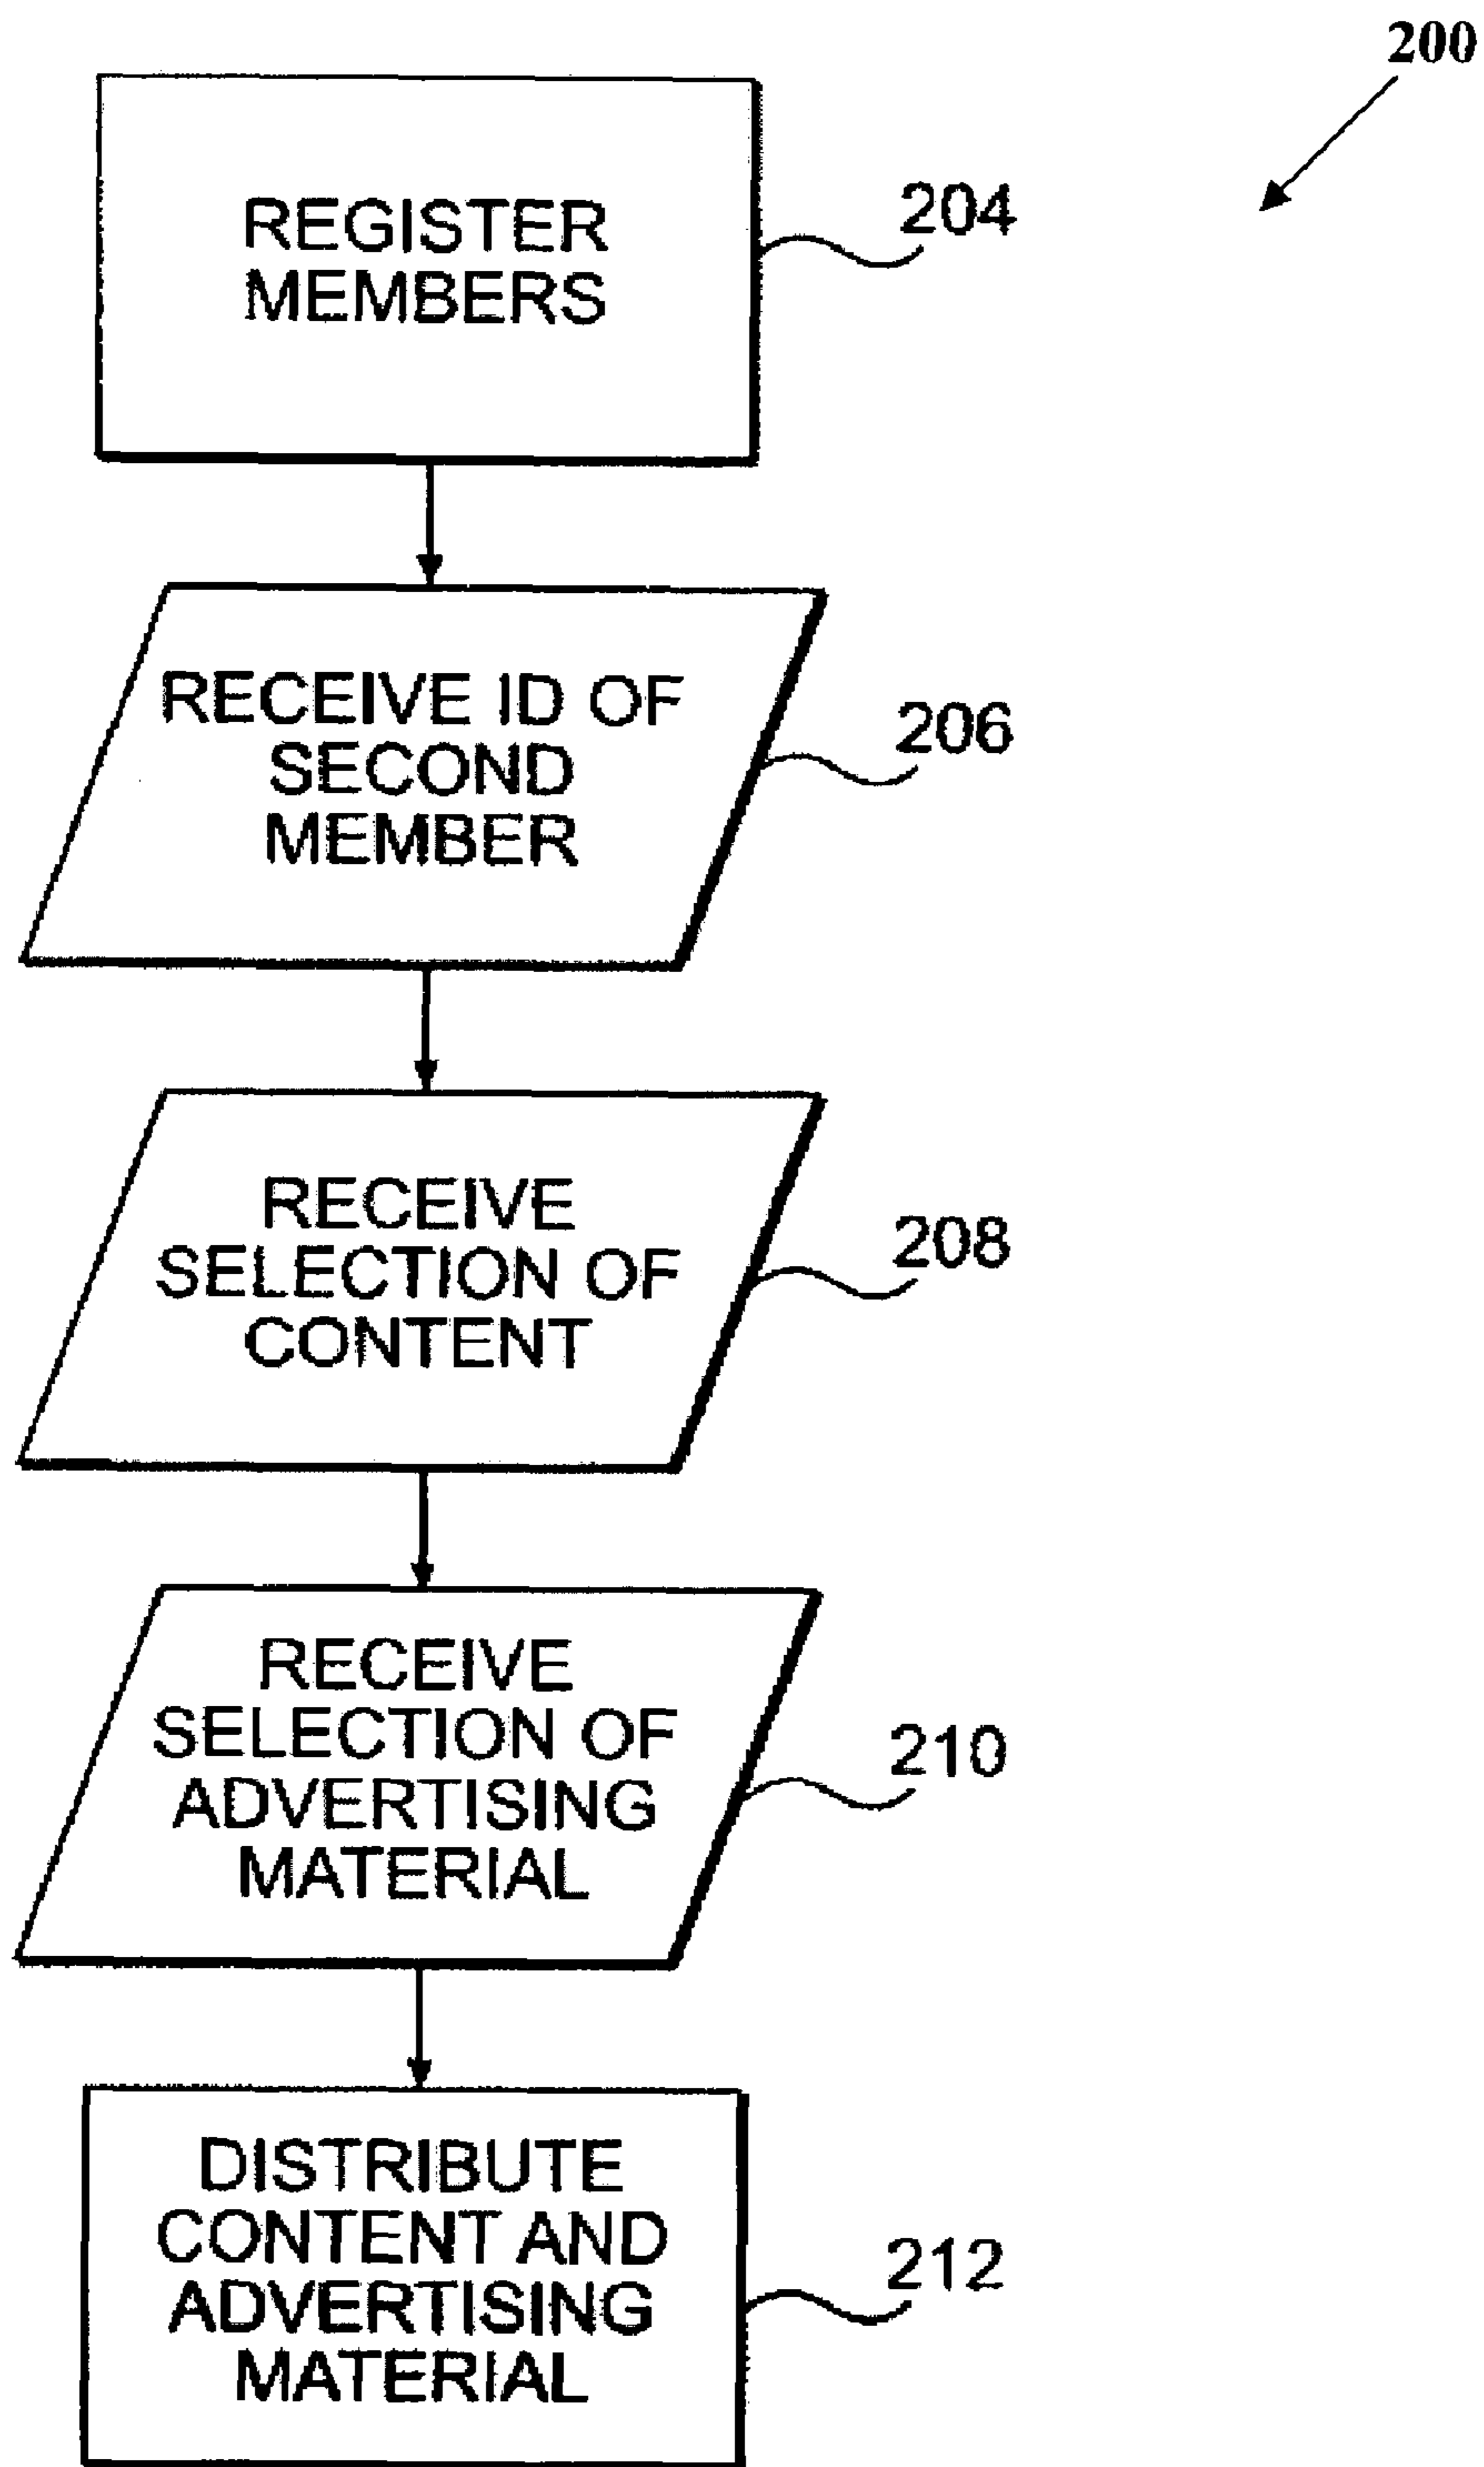 200
REGISTER
MEMBERS
204
RECEIVE ID OF
SECOND
MEMBER
206
RECEIVE
SELECTION OF
CONTENT
208
RECEIVE
SELECTION OF
ADVERTISING
MATERIAL
210
DISTRIBUTE
CONTENT AND
ADVERTISING
MATERIAL
212